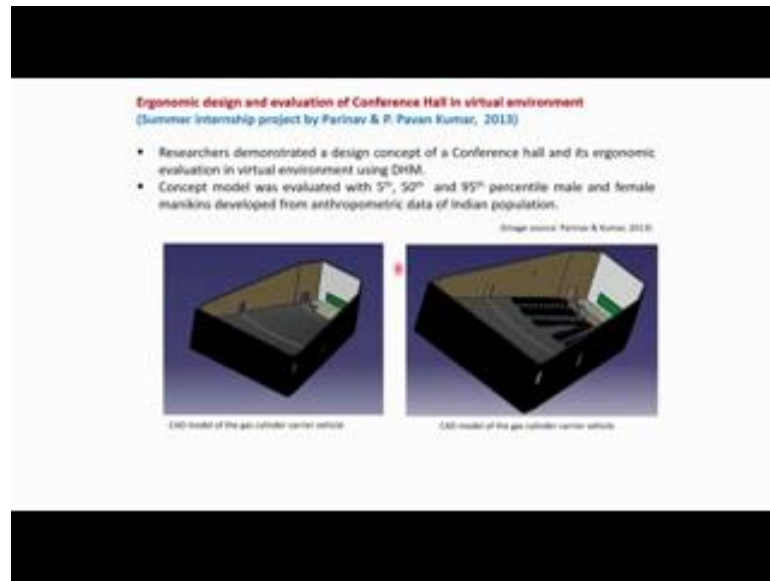 Ergonomic design and evaluation of Conference Hall in virtual environment
(Summer internship project by Parinav & P. Pavan Kumar, 2013)
• Researchers demonstrated a design concept of a Conference hall and its ergonomic
evaluation in virtual environment using DHM.
• Concept model was evaluated with 5th, 50th and 95th percentile male and female
manikins developed from anthropometric data of Indian population.
(Image source: Parinav & Kumar, 2013)
CAD model of the gas cylinder carrier vehicle
CAD model of the gas cylinder carrier vehicle